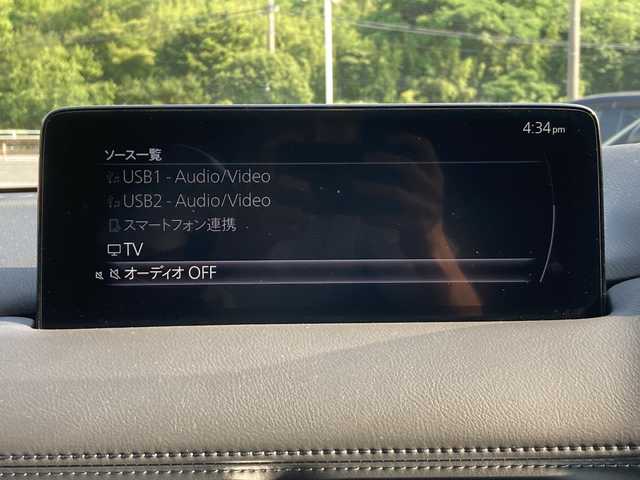 4:34pm
ソース一覧
USB1 - Audio/Video
USB2 - Audio/Video
スマートフォン連携
TV
オーディオ OFF